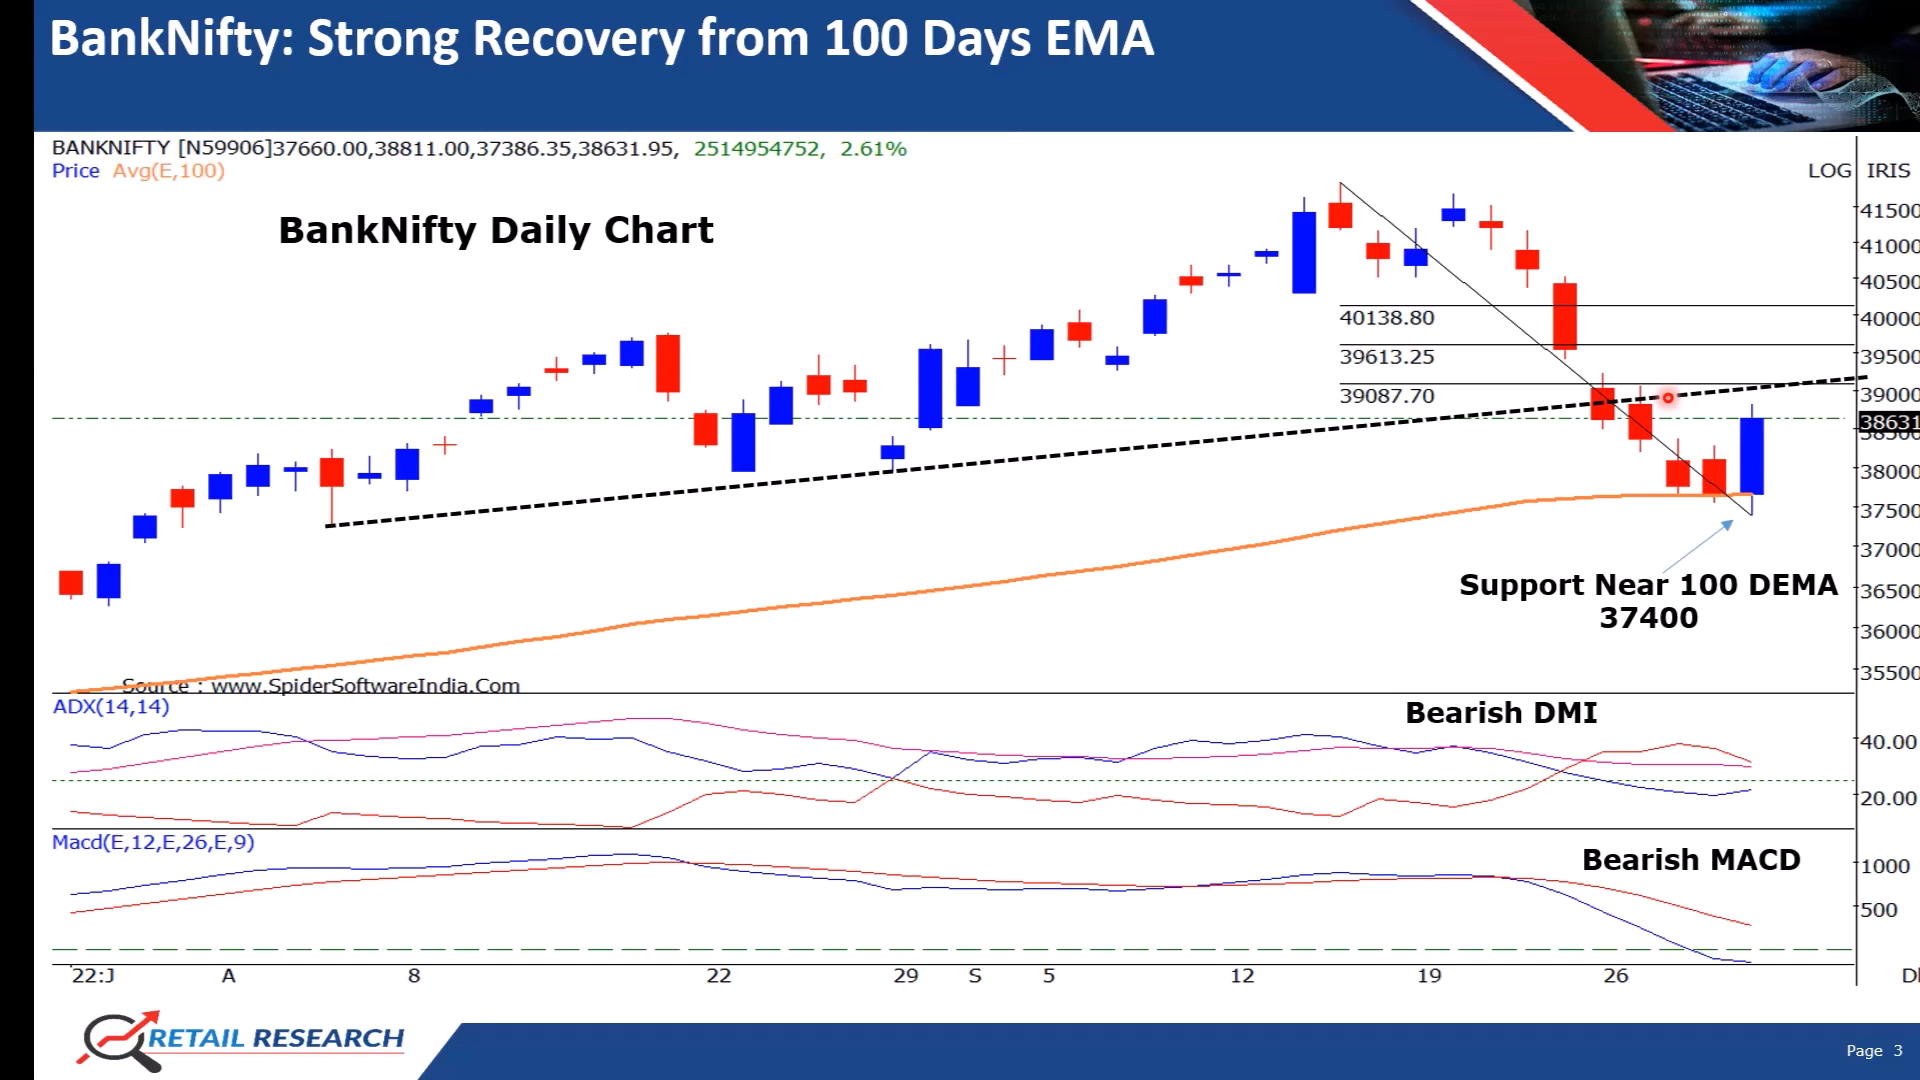 BankNifty: Strong Recovery from 100 Days EMA
BANKNIFTY [N59906]37660.00,38811.00,37386.35,38631.95, 2514954752, 2.61%
Price Avg(E,100)
LOG IRIS
BankNifty Daily Chart
41500
41000
40500
40138.80
40000
39613.25
39500
39087.70
39000
38631
38500
38000
37500
37000
Support Near 100 DEMA
37400
36500
36000
35500
Source : www.SpiderSoftwareIndia.Com
ADX(14,14)
Bearish DMI
40.00
20.00
Macd(E,12,E,26,E,9)
Bearish MACD
1000
500
22:J A 8 22 29 S 5 12 19 26
RETAIL RESEARCH
Page 3